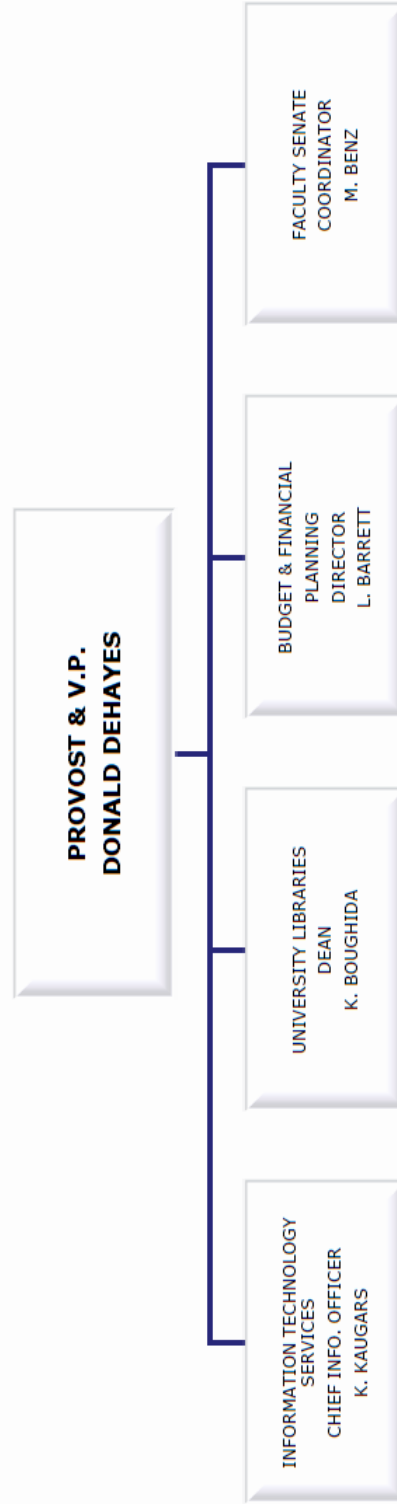 PROVOST & V.P.
DONALD DEHAYES
INFORMATION TECHNOLOGY
SERVICES
CHIEF INFO. OFFICER
K. KAUGARS
UNIVERSITY LIBRARIES
DEAN
K. BOUGHIDA
BUDGET & FINANCIAL
PLANNING
DIRECTOR
L. BARRETT
FACULTY SENATE
COORDINATOR
M. BENZ